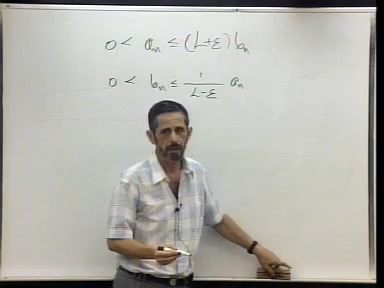 0 < aₙ ≤ (L+ε) bₙ
0 < bₙ ≤ 1/(L-ε) aₙ